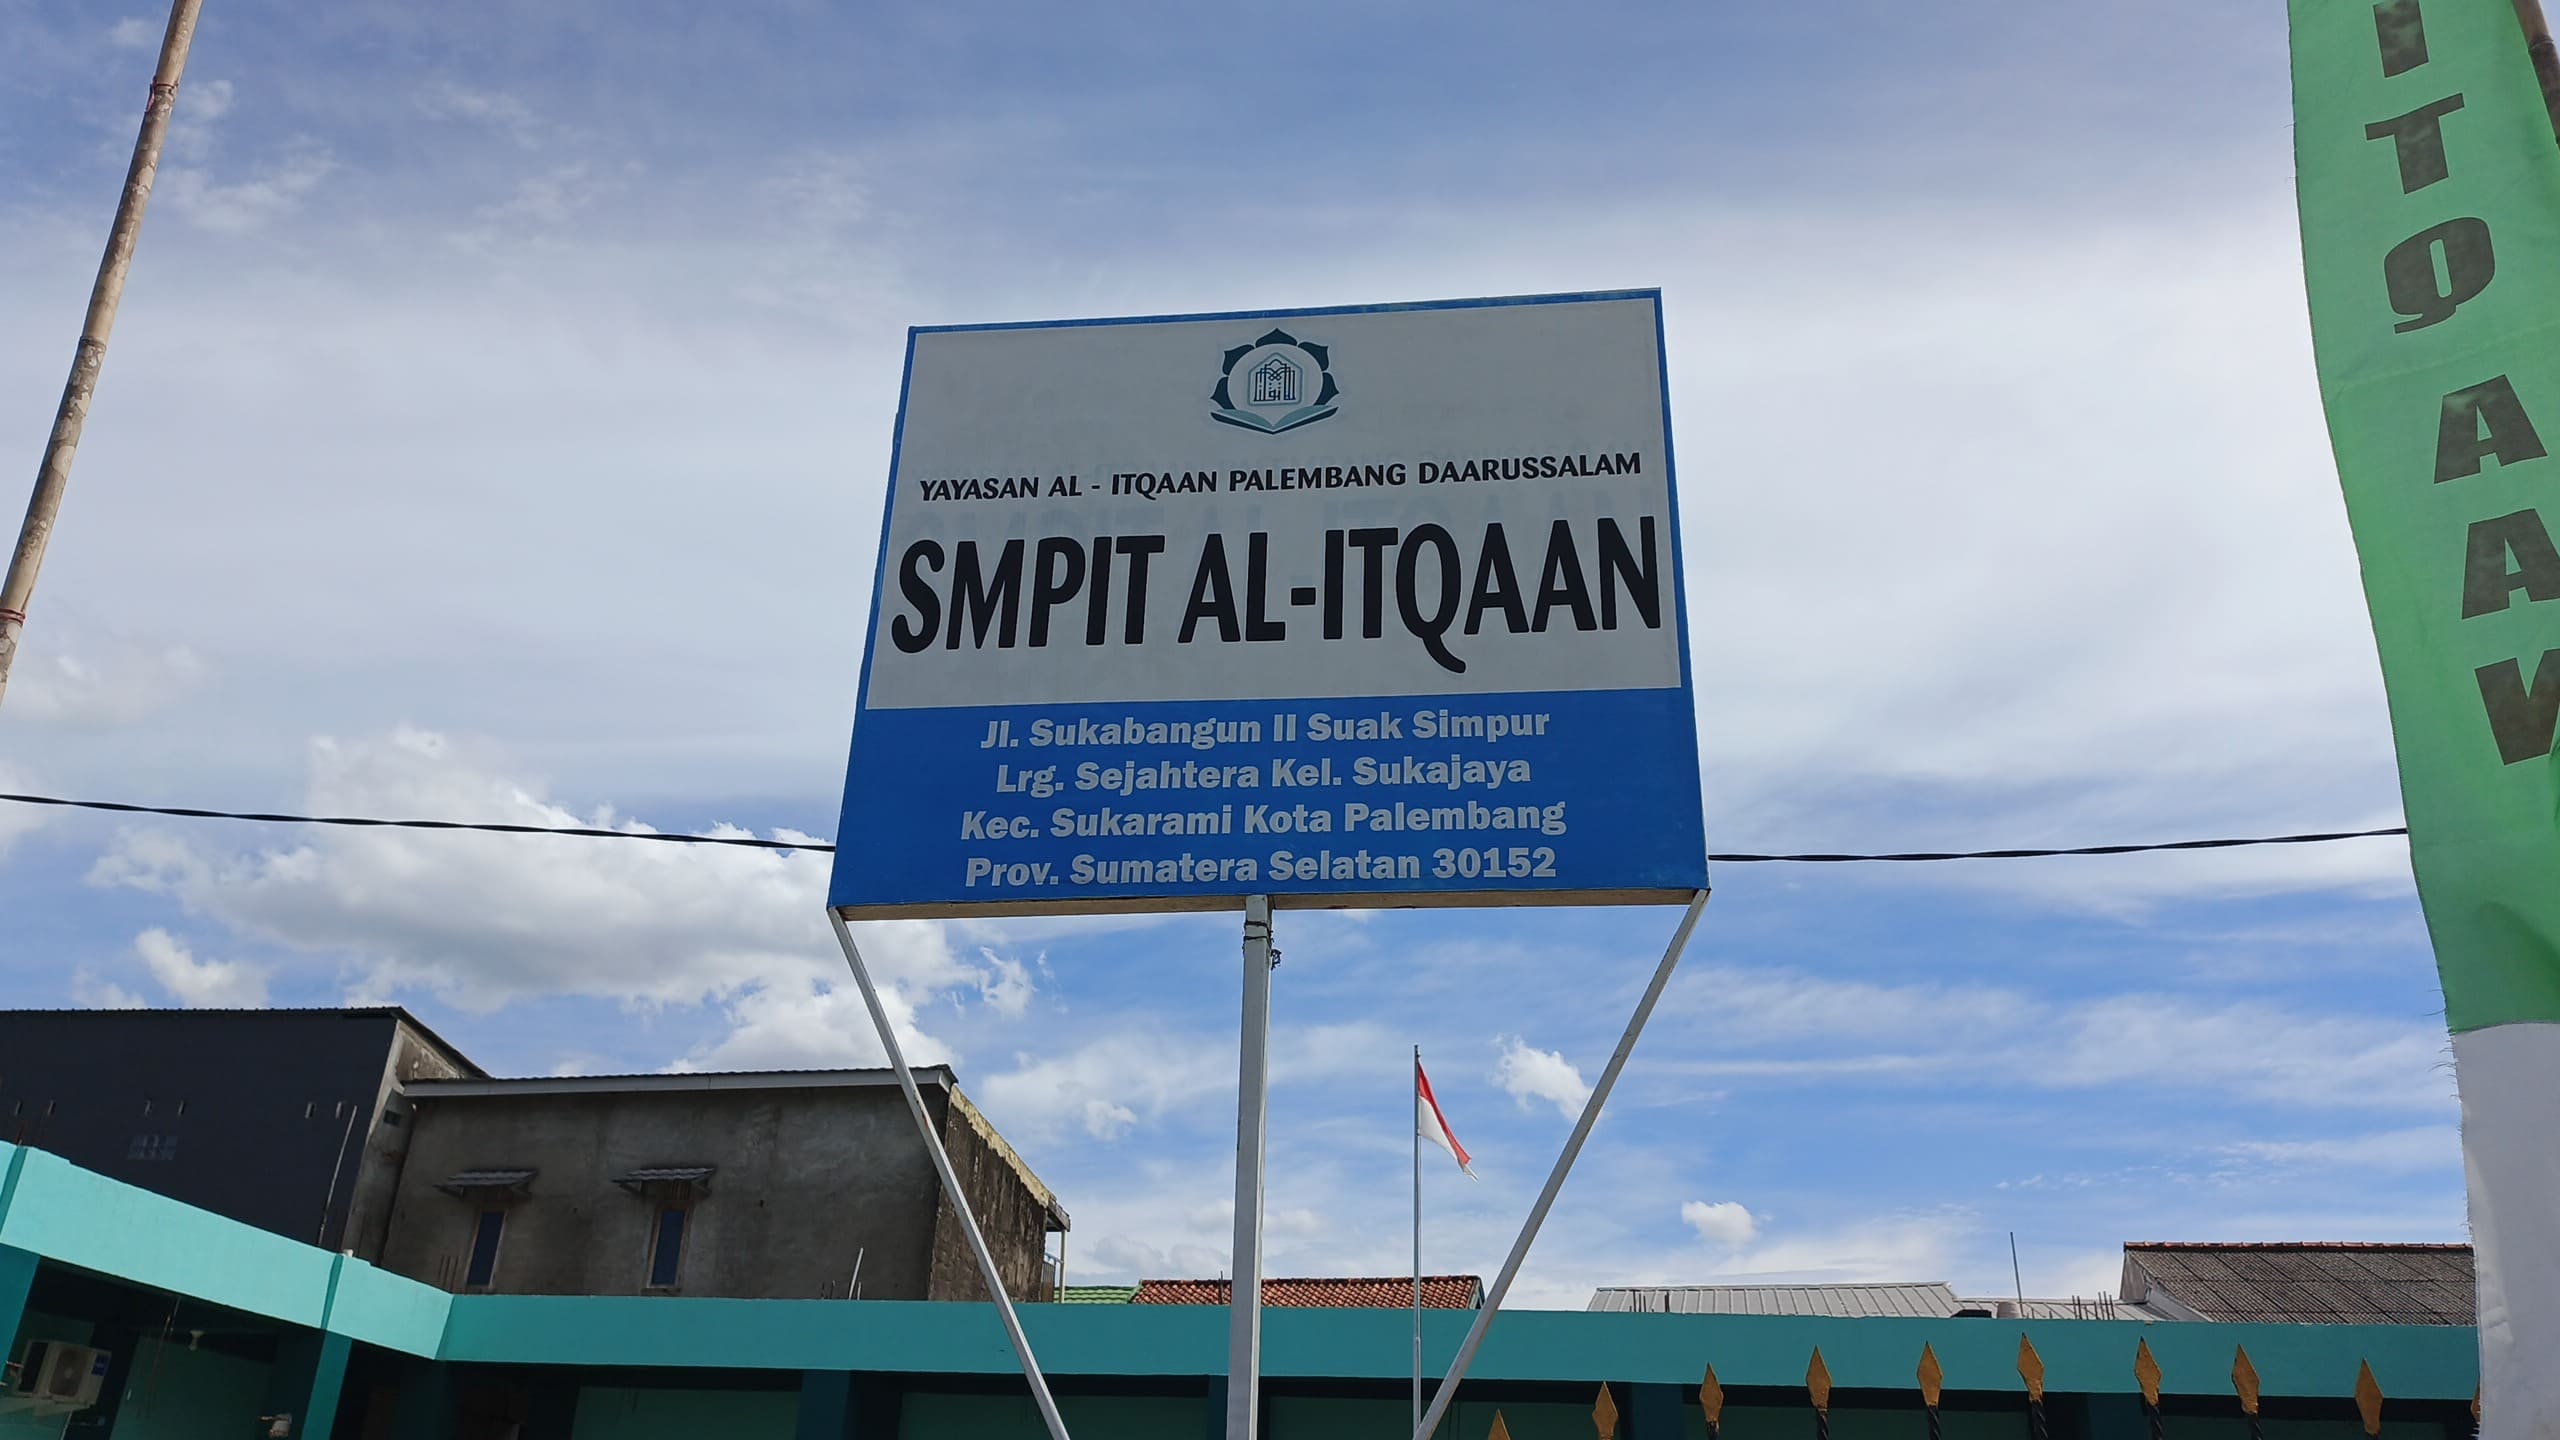 YAYASAN AL - ITQAAN PALEMBANG DAARUSSALAM
SMPIT AL-ITQAAN
Jl. Sukabangun II Suak Simpur
Lrg. Sejahtera Kel. Sukajaya
Kec. Sukarami Kota Palembang
Prov. Sumatera Selatan 30152
ITQAAN